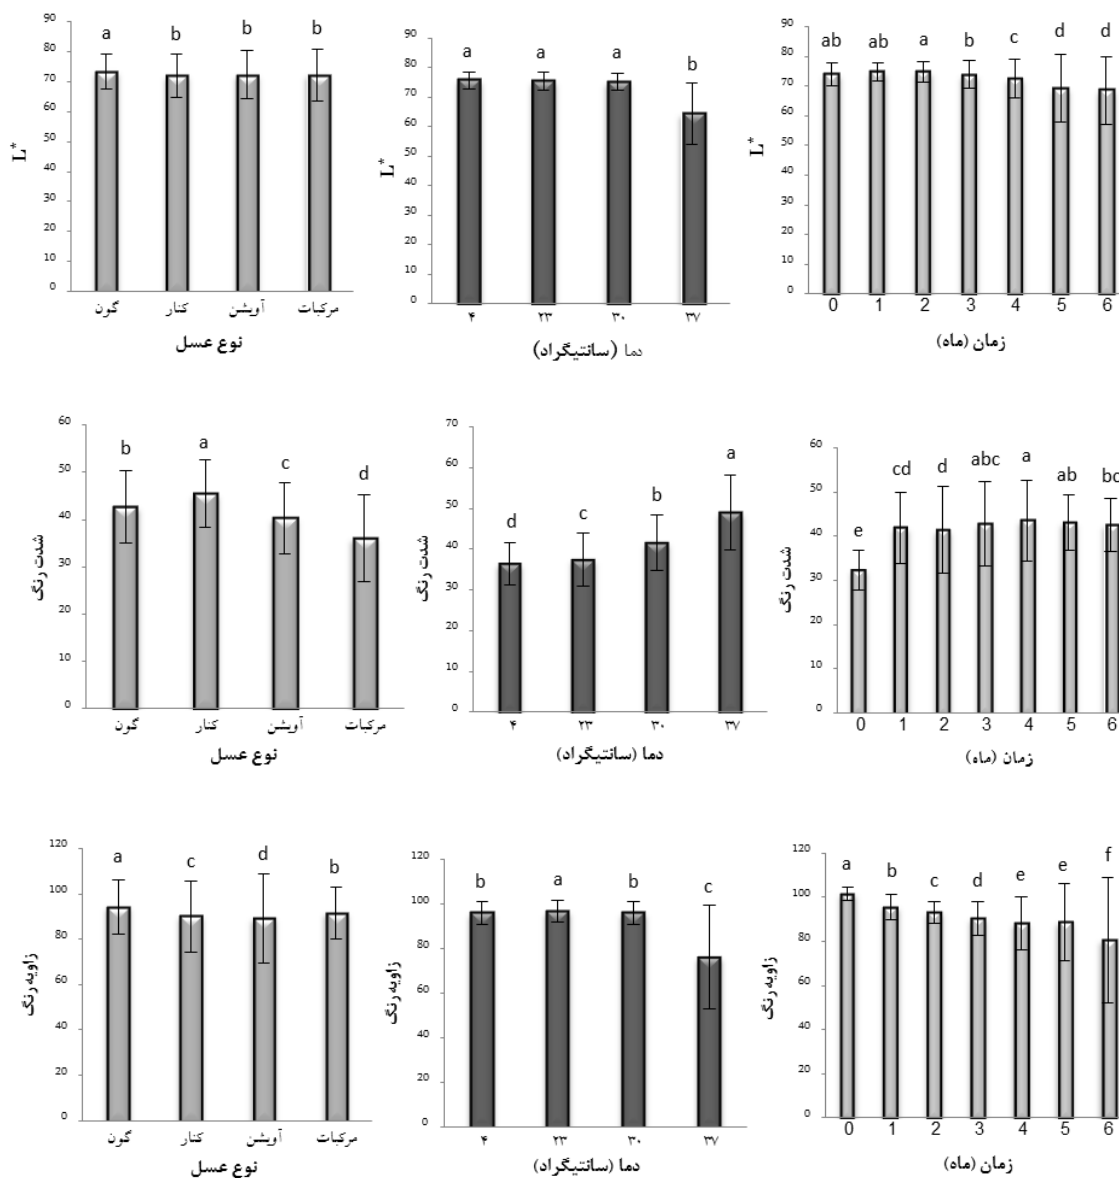 90
80
70
60
50
40
30
20
10
0
L*
a b b b
گون کنار آویشن مرکبات
نوع عسل
90
80
70
60
50
40
30
20
10
0
L*
a a a b
۴ ۲۳ ۳۰ ۳۷
دما (سانتیگراد)
90
80
70
60
50
40
30
20
10
0
L*
ab ab a b c d d
0 1 2 3 4 5 6
زمان (ماه)
60
50
40
30
20
10
0
شدت رنگ
b a c d
گون کنار آویشن مرکبات
نوع عسل
70
60
50
40
30
20
10
0
شدت رنگ
d c b a
۴ ۲۳ ۳۰ ۳۷
دما (سانتیگراد)
60
50
40
30
20
10
0
شدت رنگ
e cd d abc a ab bc
0 1 2 3 4 5 6
زمان (ماه)
120
100
80
60
40
20
0
زاویه رنگ
a c d b
گون کنار آویشن مرکبات
نوع عسل
120
100
80
60
40
20
0
زاویه رنگ
b a b c
۴ ۲۳ ۳۰ ۳۷
دما (سانتیگراد)
120
100
80
60
40
20
0
زاویه رنگ
a b c d e e f
0 1 2 3 4 5 6
زمان (ماه)